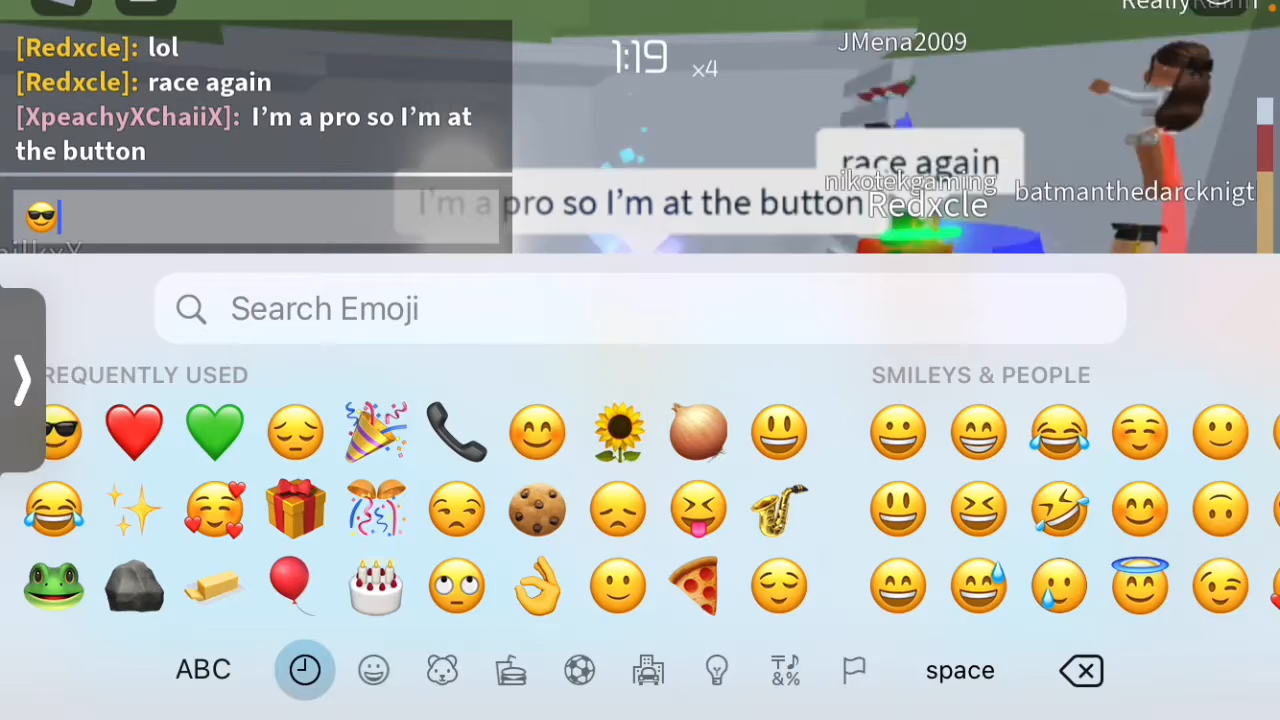 [Redxcle]: lol
[Redxcle]: race again
[XpeachyXChaiiX]: I'm a pro so I'm at
the button
1:19
x4
JMena2009
race again
nikotekgaming
Redxcle
batmanthedarcknigt
I'm a pro so I'm at the button
Search Emoji
REQUENTLY USED
SMILEYS & PEOPLE
ABC
space